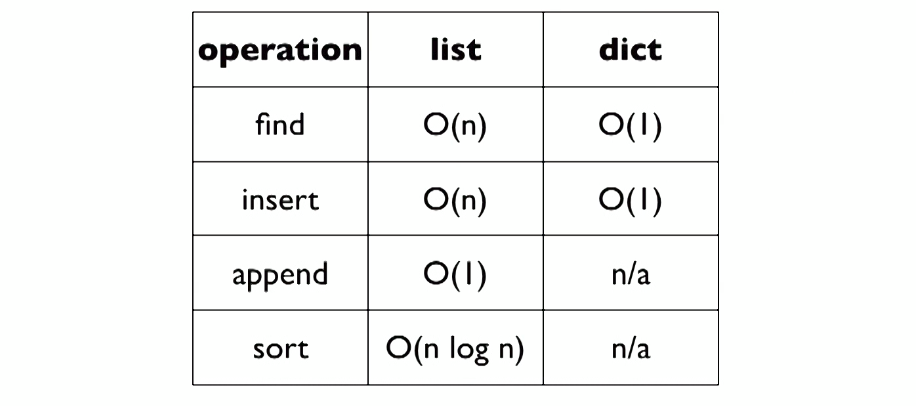 operation list dict
find O(n) O(1)
insert O(n) O(1)
append O(1) n/a
sort O(n log n) n/a